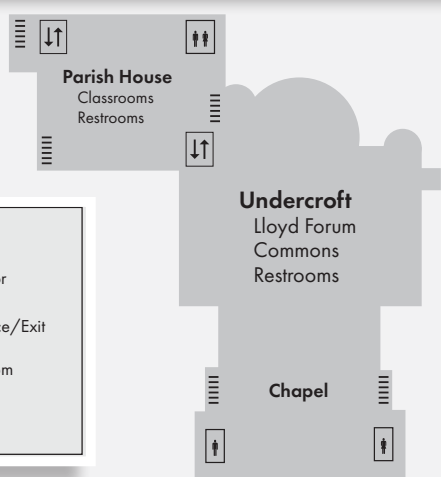 Parish House
Classrooms
Restrooms
Undercroft
Lloyd Forum
Commons
Restrooms
Chapel
/Exit